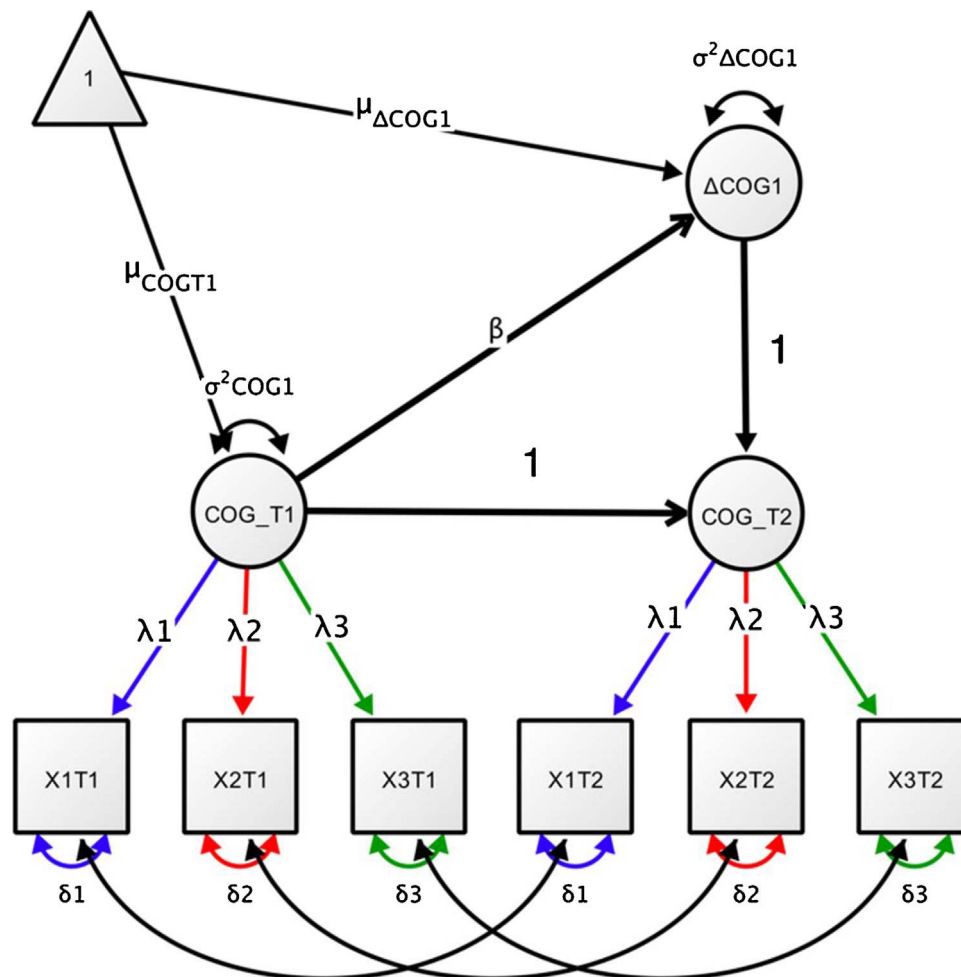 1
σ²ΔCOG1
μΔCOG1
ΔCOG1
μCOGT1
β
1
σ²COG1
1
COG_T1
COG_T2
λ1
λ2
λ3
λ1
λ2
λ3
X1T1
X2T1
X3T1
X1T2
X2T2
X3T2
δ1
δ2
δ3
δ1
δ2
δ3